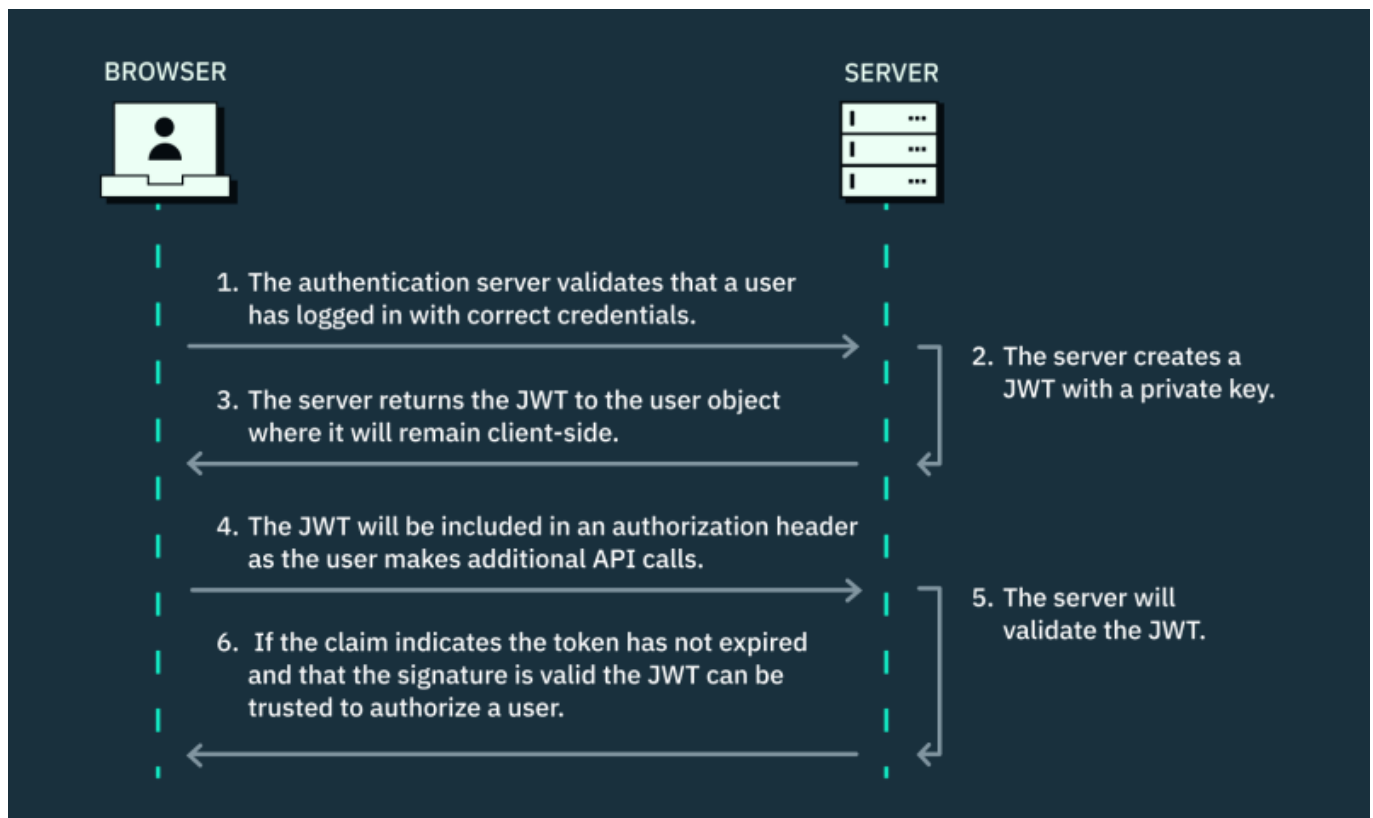 BROWSER
SERVER
1. The authentication server validates that a user
has logged in with correct credentials.
2. The server creates a
JWT with a private key.
3. The server returns the JWT to the user object
where it will remain client-side.
4. The JWT will be included in an authorization header
as the user makes additional API calls.
5. The server will
validate the JWT.
6. If the claim indicates the token has not expired
and that the signature is valid the JWT can be
trusted to authorize a user.